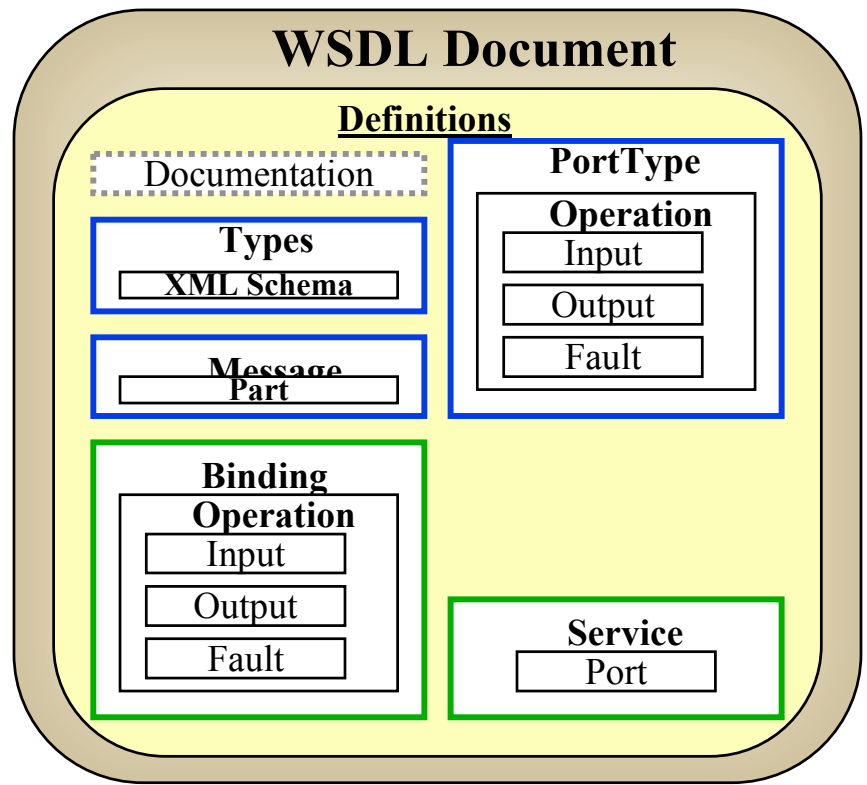 WSDL Document
Definitions
Documentation
Types
XML Schema
Message
Part
PortType
Operation
Input
Output
Fault
Binding
Operation
Input
Output
Fault
Service
Port